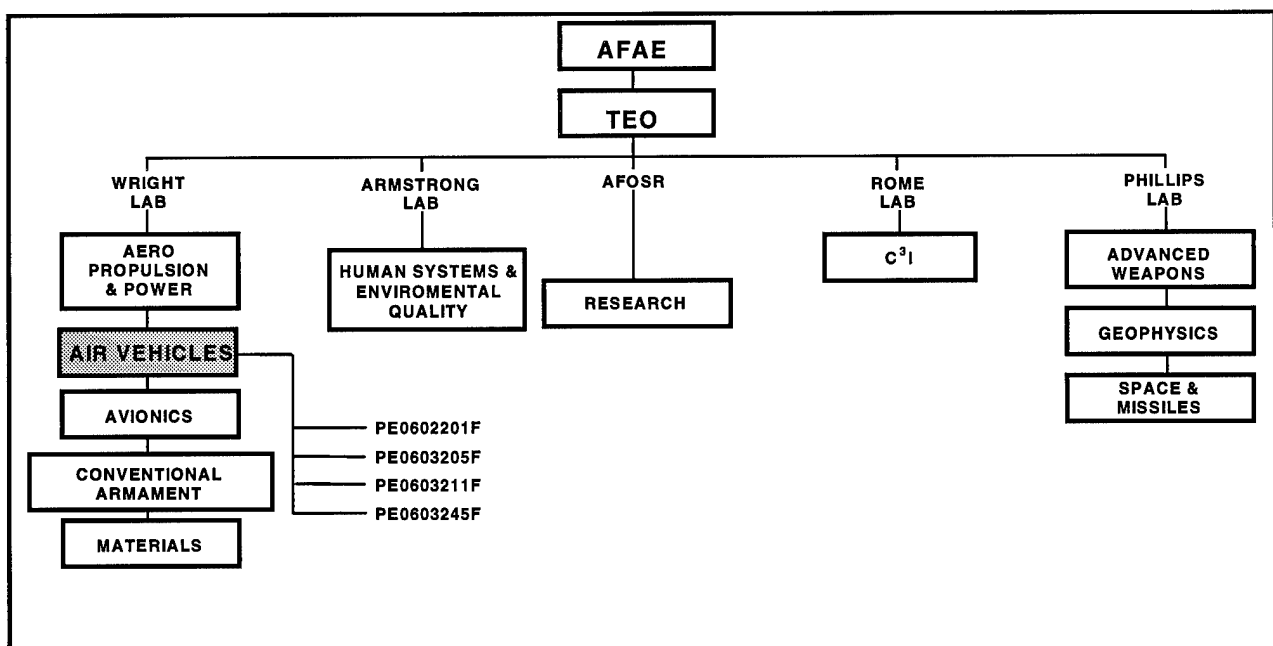 AFAE
TEO
WRIGHT
LAB
AERO
PROPULSION
& POWER
AIR VEHICLES
AVIONICS
CONVENTIONAL
ARMAMENT
MATERIALS
PE0602201F
PE0603205F
PE0603211F
PE0603245F
ARMSTRONG
LAB
HUMAN SYSTEMS &
ENVIROMENTAL
QUALITY
AFOSR
RESEARCH
ROME
LAB
C³I
PHILLIPS
LAB
ADVANCED
WEAPONS
GEOPHYSICS
SPACE &
MISSILES